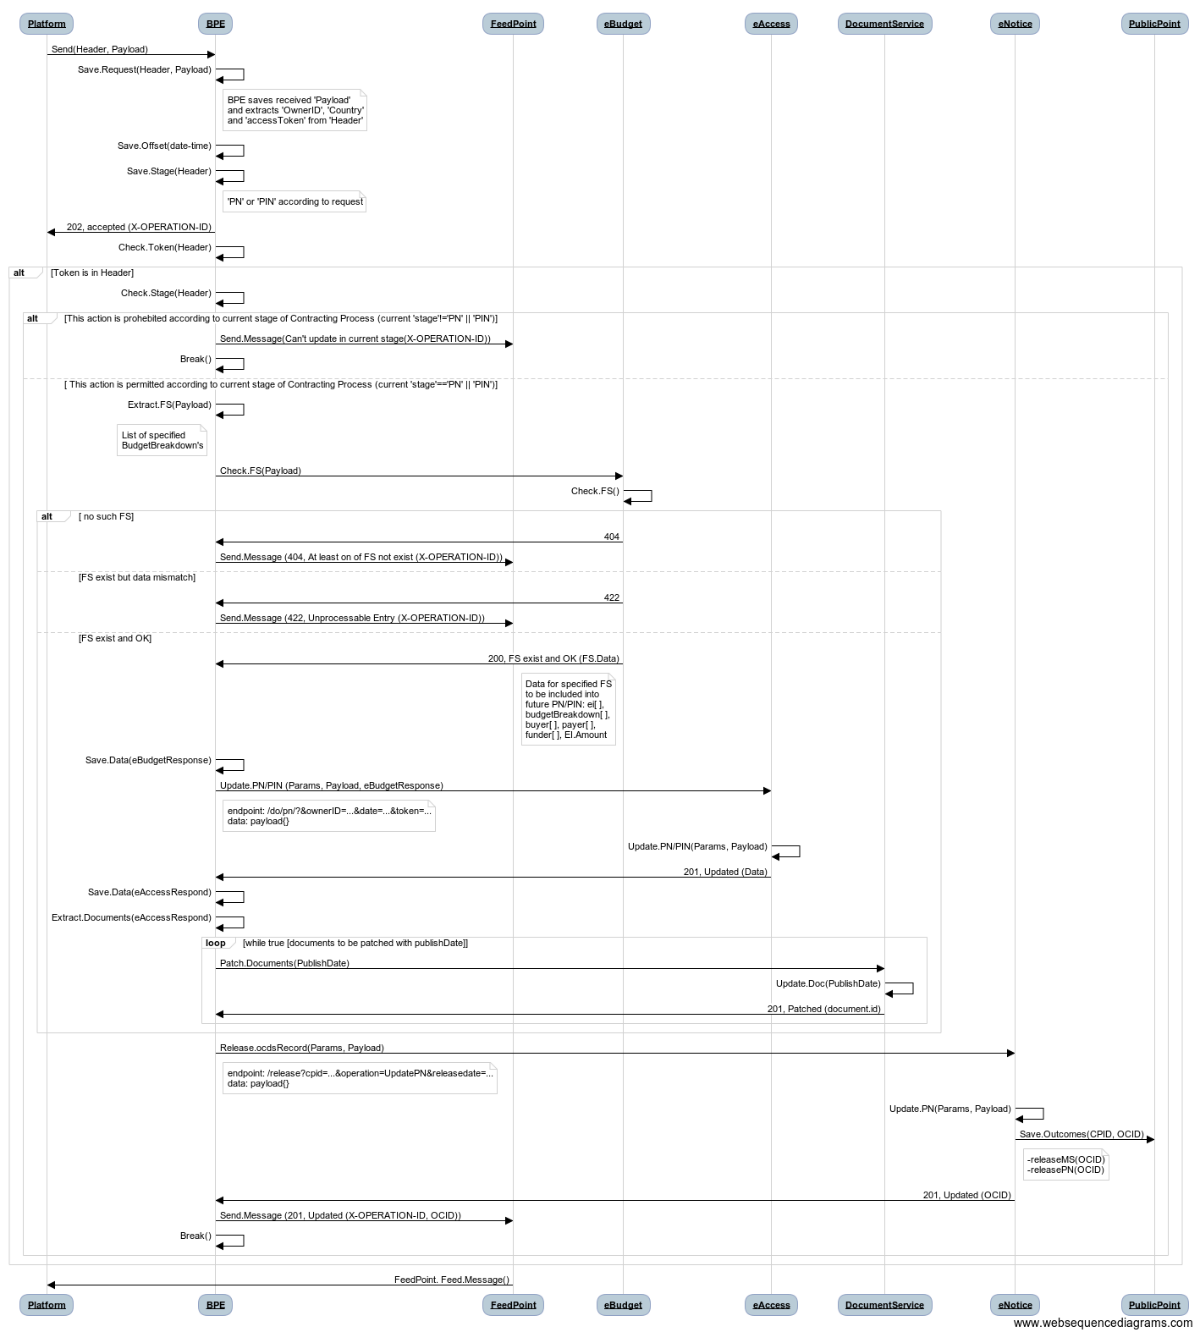 Platform BPE FeedPoint eBudget eAccess DocumentService eNotice PublicPoint
Send(Header, Payload)
Save.Request(Header, Payload)
BPE saves received 'Payload'
and extracts 'OwnerID', 'Country'
and 'accessToken' from 'Header'
Save.Offset(date-time)
Save.Stage(Header)
'PN' or 'PIN' according to request
202, accepted (X-OPERATION-ID)
Check.Token(Header)
alt [Token is in Header]
Check.Stage(Header)
alt [This action is prohebited according to current stage of Contracting Process (current 'stage'!='PN' || 'PIN')]
Send.Message(Can't update in current stage(X-OPERATION-ID))
Break()
[ This action is permitted according to current stage of Contracting Process (current 'stage'=='PN' || 'PIN')]
Extract.FS(Payload)
List of specified
BudgetBreakdown's
Check.FS(Payload)
Check.FS()
alt [ no such FS]
404
Send.Message (404, At least on of FS not exist (X-OPERATION-ID))
[FS exist but data mismatch]
422
Send.Message (422, Unprocessable Entry (X-OPERATION-ID))
[FS exist and OK]
200, FS exist and OK (FS.Data)
Data for specified FS
to be included into
future PN/PIN: ei[ ],
budgetBreakdown[ ],
buyer[ ], payer[ ],
funder[ ], EI.Amount
Save.Data(eBudgetResponse)
Update.PN/PIN (Params, Payload, eBudgetResponse)
endpoint: /do/pn/?&ownerID=...&date=...&token=...
data: payload{}
Update.PN/PIN(Params, Payload)
201, Updated (Data)
Save.Data(eAccessRespond)
Extract.Documents(eAccessRespond)
loop [while true [documents to be patched with publishDate]]
Patch.Documents(PublishDate)
Update.Doc(PublishDate)
201, Patched (document.id)
Release.ocdsRecord(Params, Payload)
endpoint: /release?cpid=...&operation=UpdatePN&releasedate=...
data: payload{}
Update.PN(Params, Payload)
Save.Outcomes(CPID, OCID)
-releaseMS(OCID)
-releasePN(OCID)
201, Updated (OCID)
Send.Message (201, Updated (X-OPERATION-ID, OCID))
Break()
FeedPoint. Feed.Message()
Platform BPE FeedPoint eBudget eAccess DocumentService eNotice PublicPoint
www.websequencediagrams.com